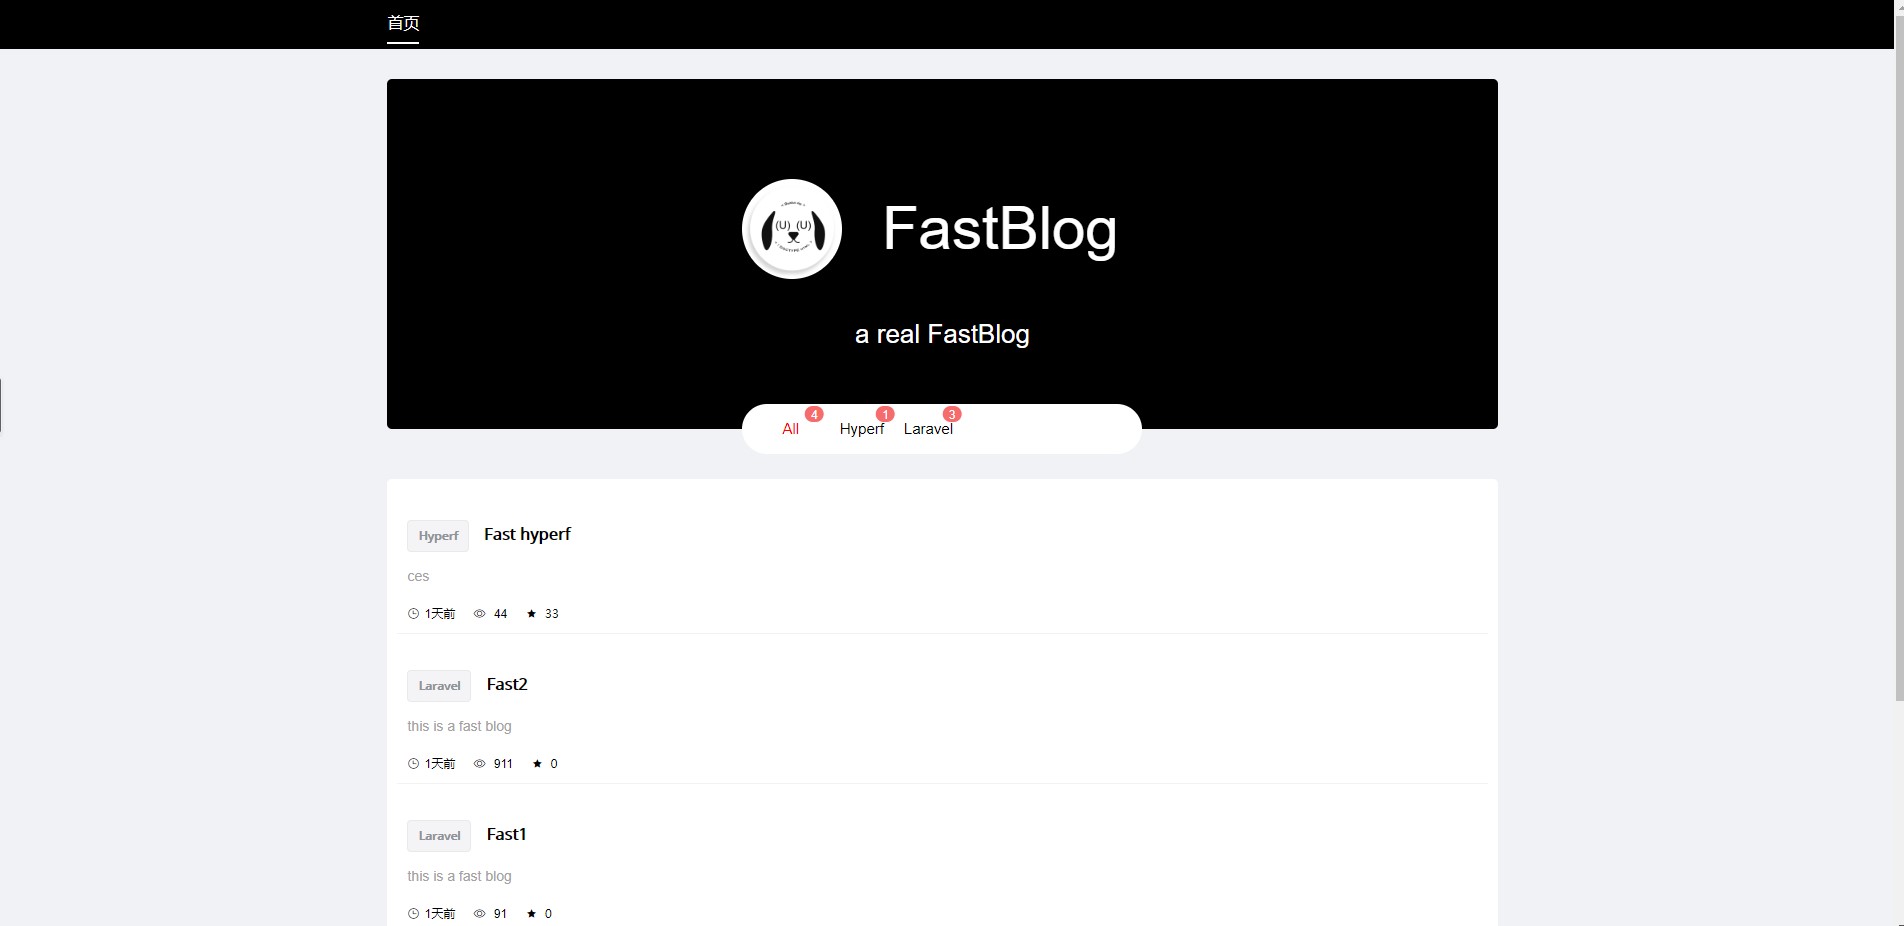 首页
FastBlog
a real FastBlog
All 4 Hyperf 1 Laravel 3
Hyperf Fast hyperf
ces
1天前 44 33
Laravel Fast2
this is a fast blog
1天前 911 0
Laravel Fast1
this is a fast blog
1天前 91 0